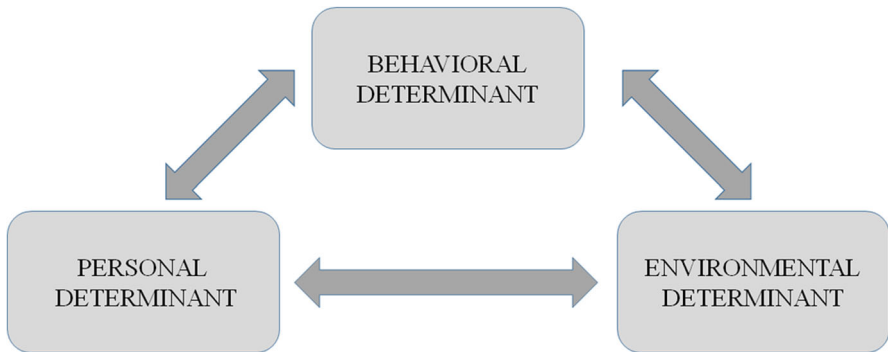 BEHAVIORAL
DETERMINANT
PERSONAL
DETERMINANT
ENVIRONMENTAL
DETERMINANT